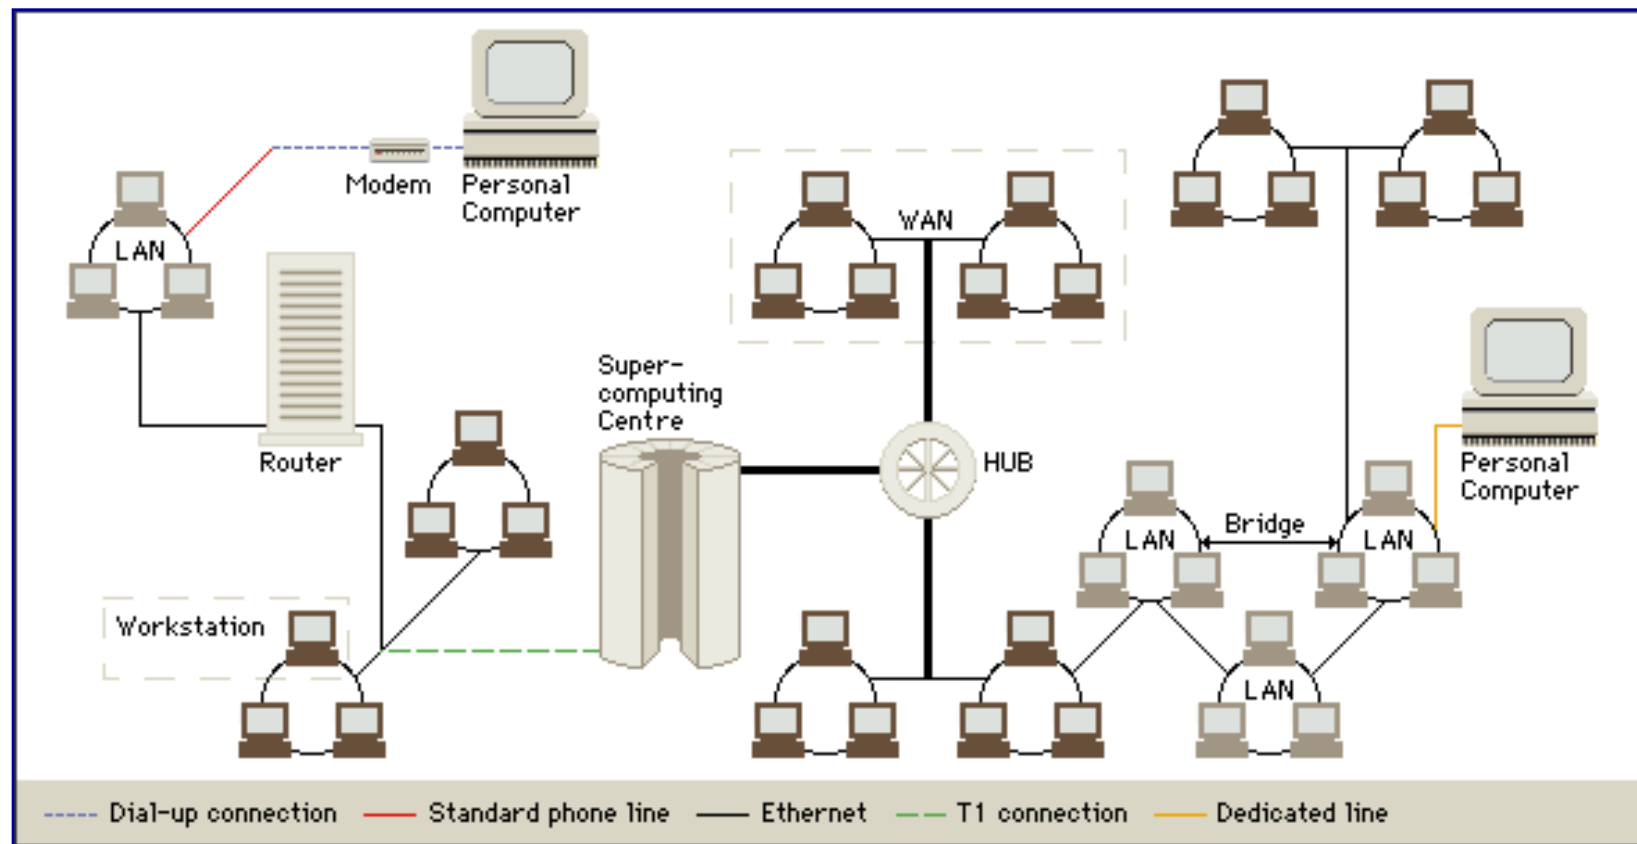 Modem
Personal
Computer
LAN
WAN
Super-
computing
Centre
Router
HUB
Personal
Computer
Bridge
LAN
LAN
Workstation
LAN
Dial-up connection
Standard phone line
Ethernet
T1 connection
Dedicated line